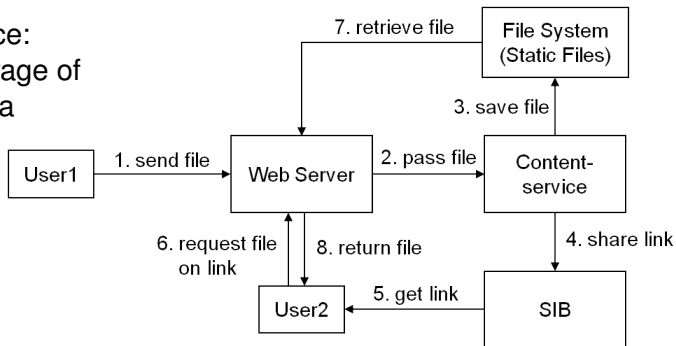 7. retrieve file
File System
(Static Files)
of
3. save file
User1
1. send file
Web Server
2. pass file
Content-
service
6. request file
on link
8. return file
4. share link
User2
5. get link
SIB